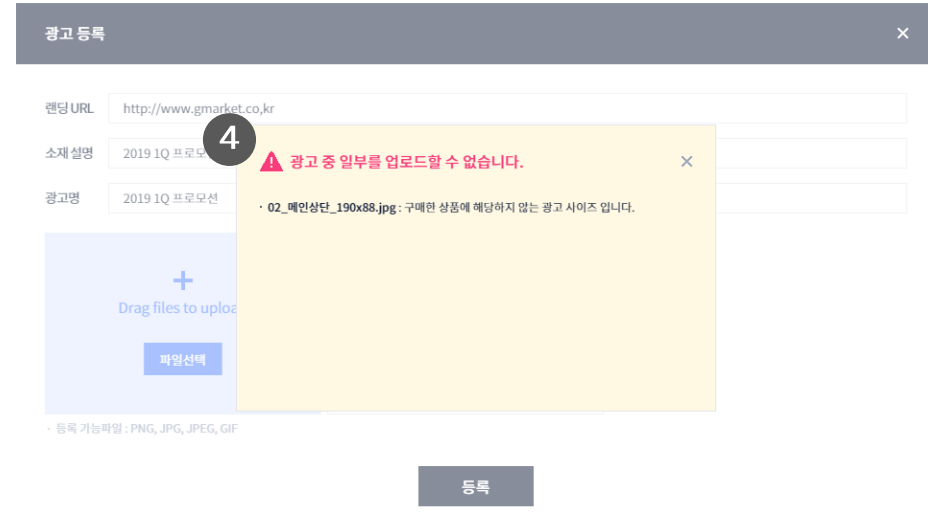 광고 등록
랜딩 URL
http://www.gmarket.co,kr
4
소재 설명
2019 1Q 프로모
광고 중 일부를 업로드할 수 없습니다.
광고명
2019 1Q 프로모션
· 02_메인상단_190x88.jpg : 구매한 상품에 해당하지 않는 광고 사이즈 입니다.
Drag files to uploa
파일선택
· 등록 가능파일 : PNG, JPG, JPEG, GIF
등록